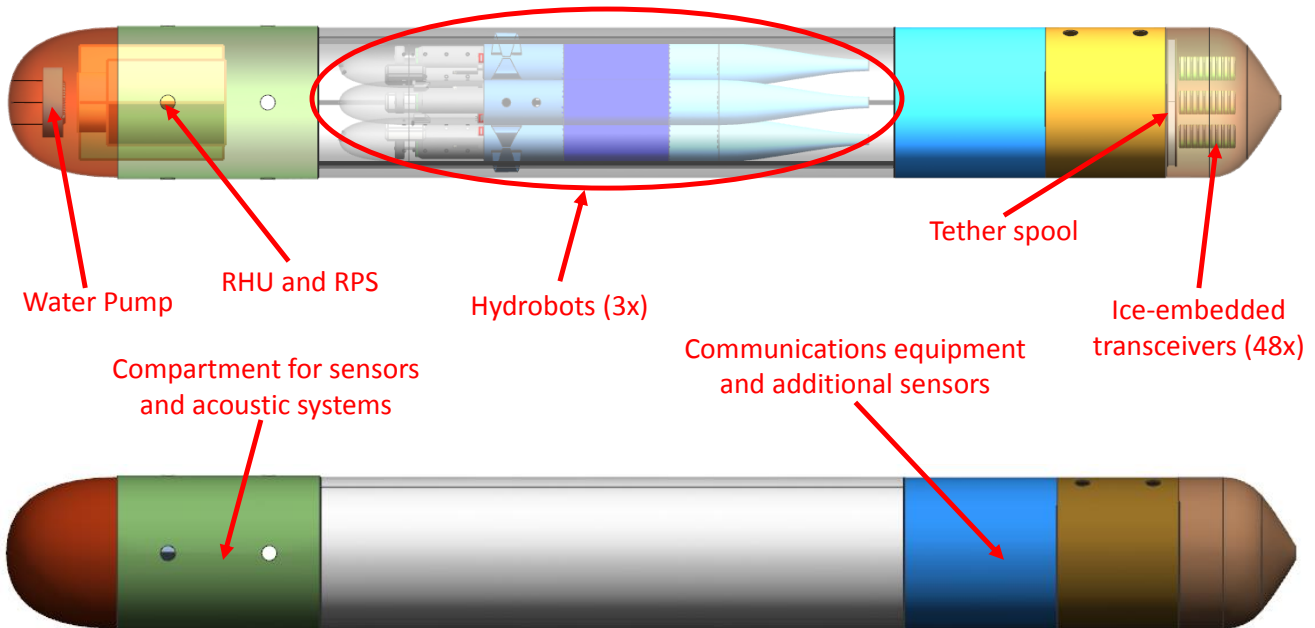 Tether spool
RHU and RPS
Water Pump
Hydrobots (3x)
Ice-embedded
transceivers (48x)
Compartment for sensors
and acoustic systems
Communications equipment
and additional sensors